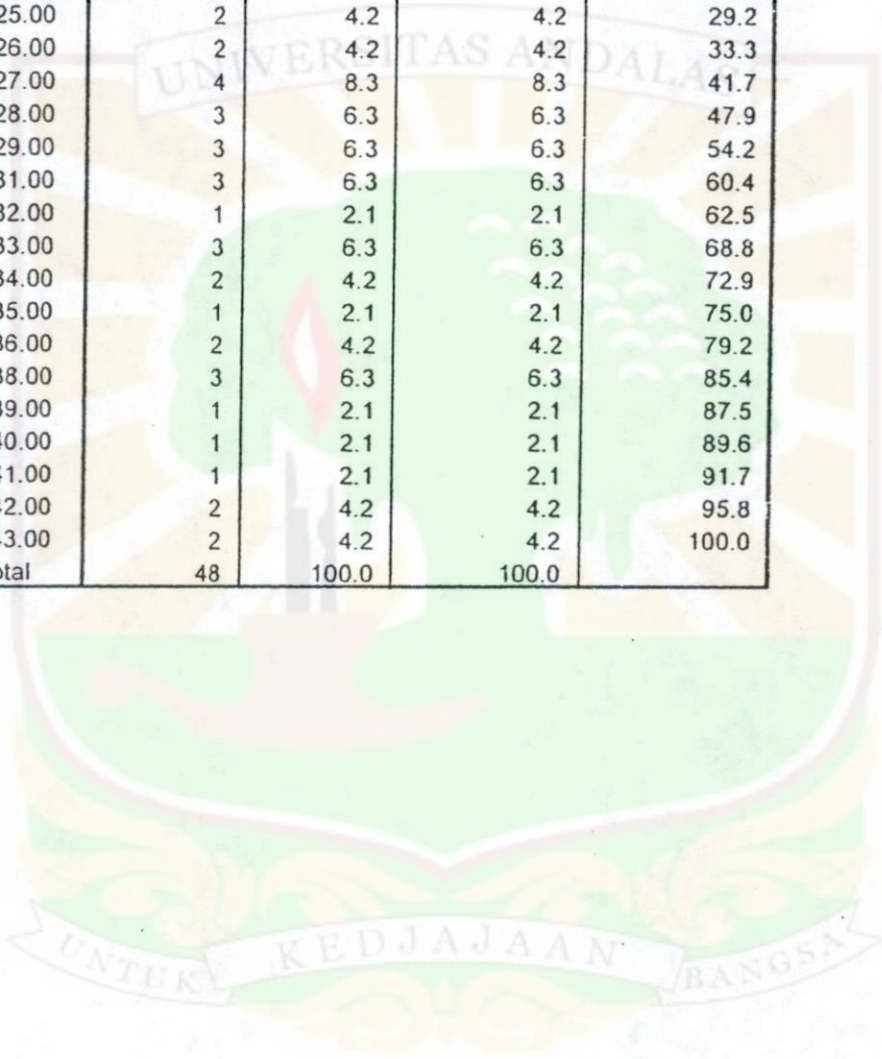 25.00 2 4.2 4.2 29.2
26.00 2 4.2 4.2 33.3
27.00 4 8.3 8.3 41.7
28.00 3 6.3 6.3 47.9
29.00 3 6.3 6.3 54.2
31.00 3 6.3 6.3 60.4
32.00 1 2.1 2.1 62.5
33.00 3 6.3 6.3 68.8
34.00 2 4.2 4.2 72.9
35.00 1 2.1 2.1 75.0
36.00 2 4.2 4.2 79.2
38.00 3 6.3 6.3 85.4
39.00 1 2.1 2.1 87.5
40.00 1 2.1 2.1 89.6
41.00 1 2.1 2.1 91.7
42.00 2 4.2 4.2 95.8
43.00 2 4.2 4.2 100.0
otal 48 100.0 100.0
UNIVERSITAS ANDALAS
UNTUK KEDJAJAAN BANGSA